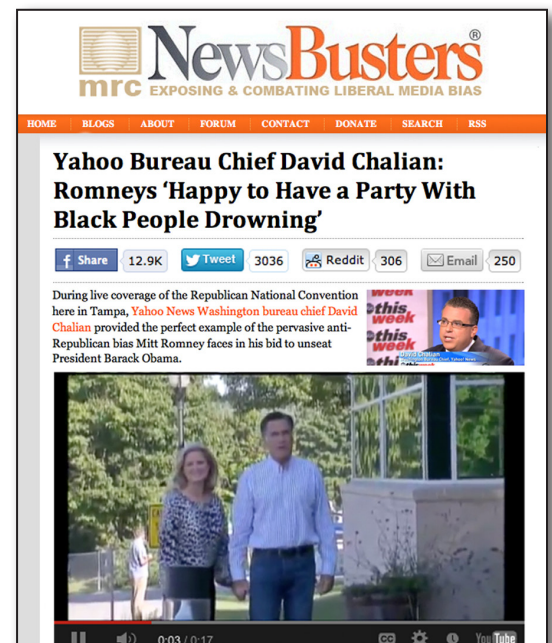 NewsBusters®
mrc EXPOSING & COMBATING LIBERAL MEDIA BIAS
HOME BLOGS ABOUT FORUM CONTACT DONATE SEARCH RSS
Yahoo Bureau Chief David Chalian:
Romneys ‘Happy to Have a Party With
Black People Drowning’
f Share 12.9K Tweet 3036 Reddit 306 Email 250
During live coverage of the Republican National Convention
here in Tampa, Yahoo News Washington bureau chief David
Chalian provided the perfect example of the pervasive anti-
Republican bias Mitt Romney faces in his bid to unseat
President Barack Obama.
week
this
week
this
week
David Chalian
0:03 / 0:17
CC
YouTube